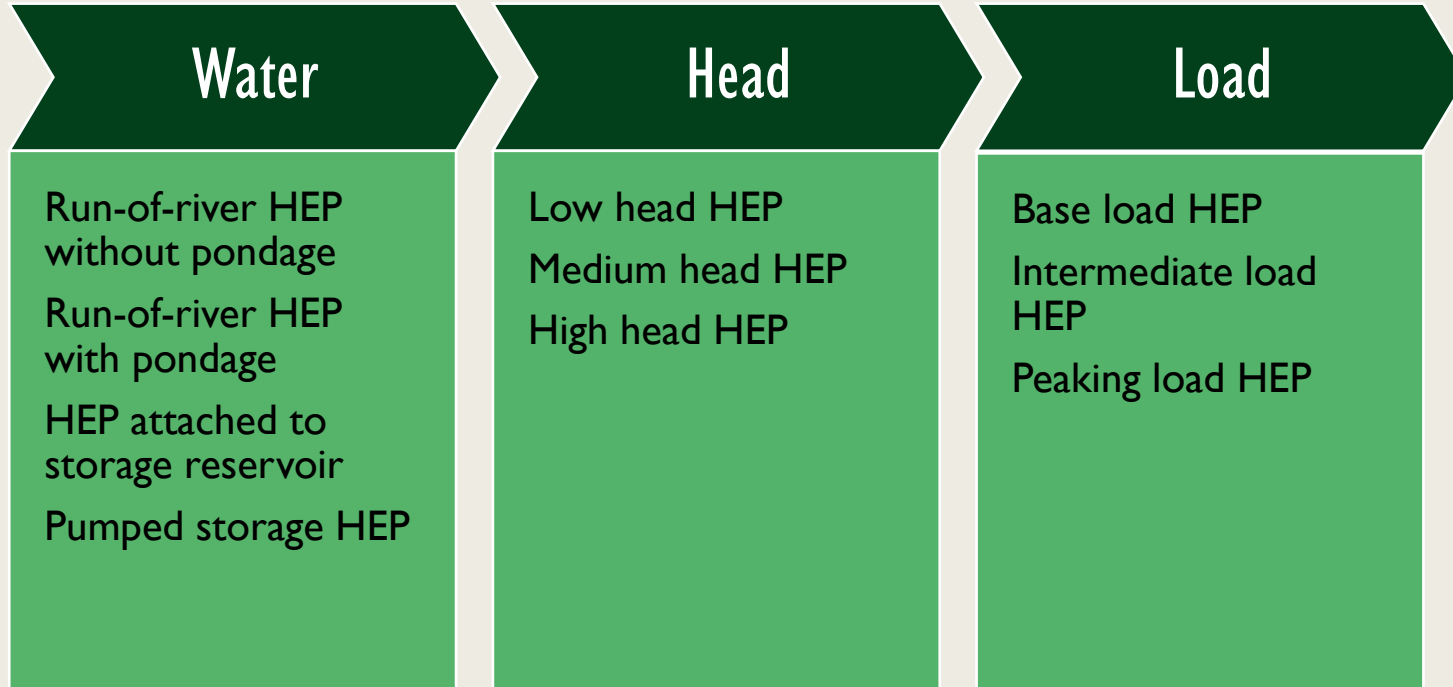 Water
Run-of-river HEP
without pondage
Run-of-river HEP
with pondage
HEP attached to
storage reservoir
Pumped storage HEP
Head
Low head HEP
Medium head HEP
High head HEP
Load
Base load HEP
Intermediate load
HEP
Peaking load HEP